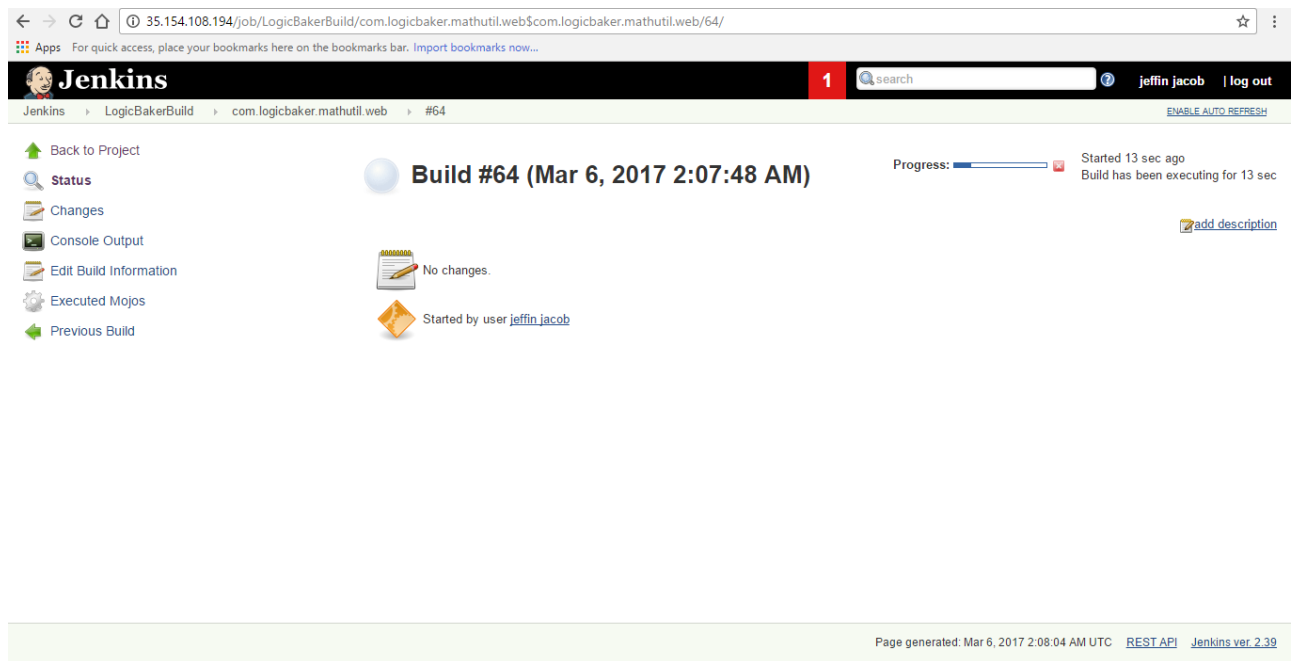 35.154.108.194/job/LogicBakerBuild/com.logicbaker.mathutil.web$com.logicbaker.mathutil.web/64/
Apps For quick access, place your bookmarks here on the bookmarks bar. Import bookmarks now...
Jenkins 1 search jeffin jacob | log out
Jenkins LogicBakerBuild com.logicbaker.mathutil.web #64 ENABLE AUTO REFRESH
Back to Project
Status
Changes
Console Output
Edit Build Information
Executed Mojos
Previous Build
Build #64 (Mar 6, 2017 2:07:48 AM)
Progress:
Started 13 sec ago
Build has been executing for 13 sec
add description
No changes.
Started by user jeffin jacob
Page generated: Mar 6, 2017 2:08:04 AM UTC REST API Jenkins ver. 2.39